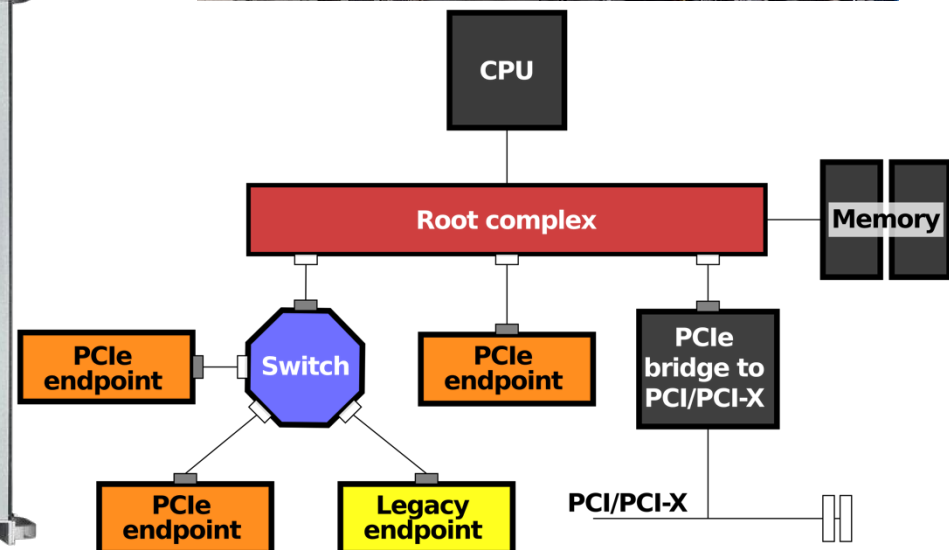 CPU
Root complex
Memory
PCIe
endpoint
Switch
PCIe
endpoint
PCIe
bridge to
PCI/PCI-X
PCIe
endpoint
Legacy
endpoint
PCI/PCI-X